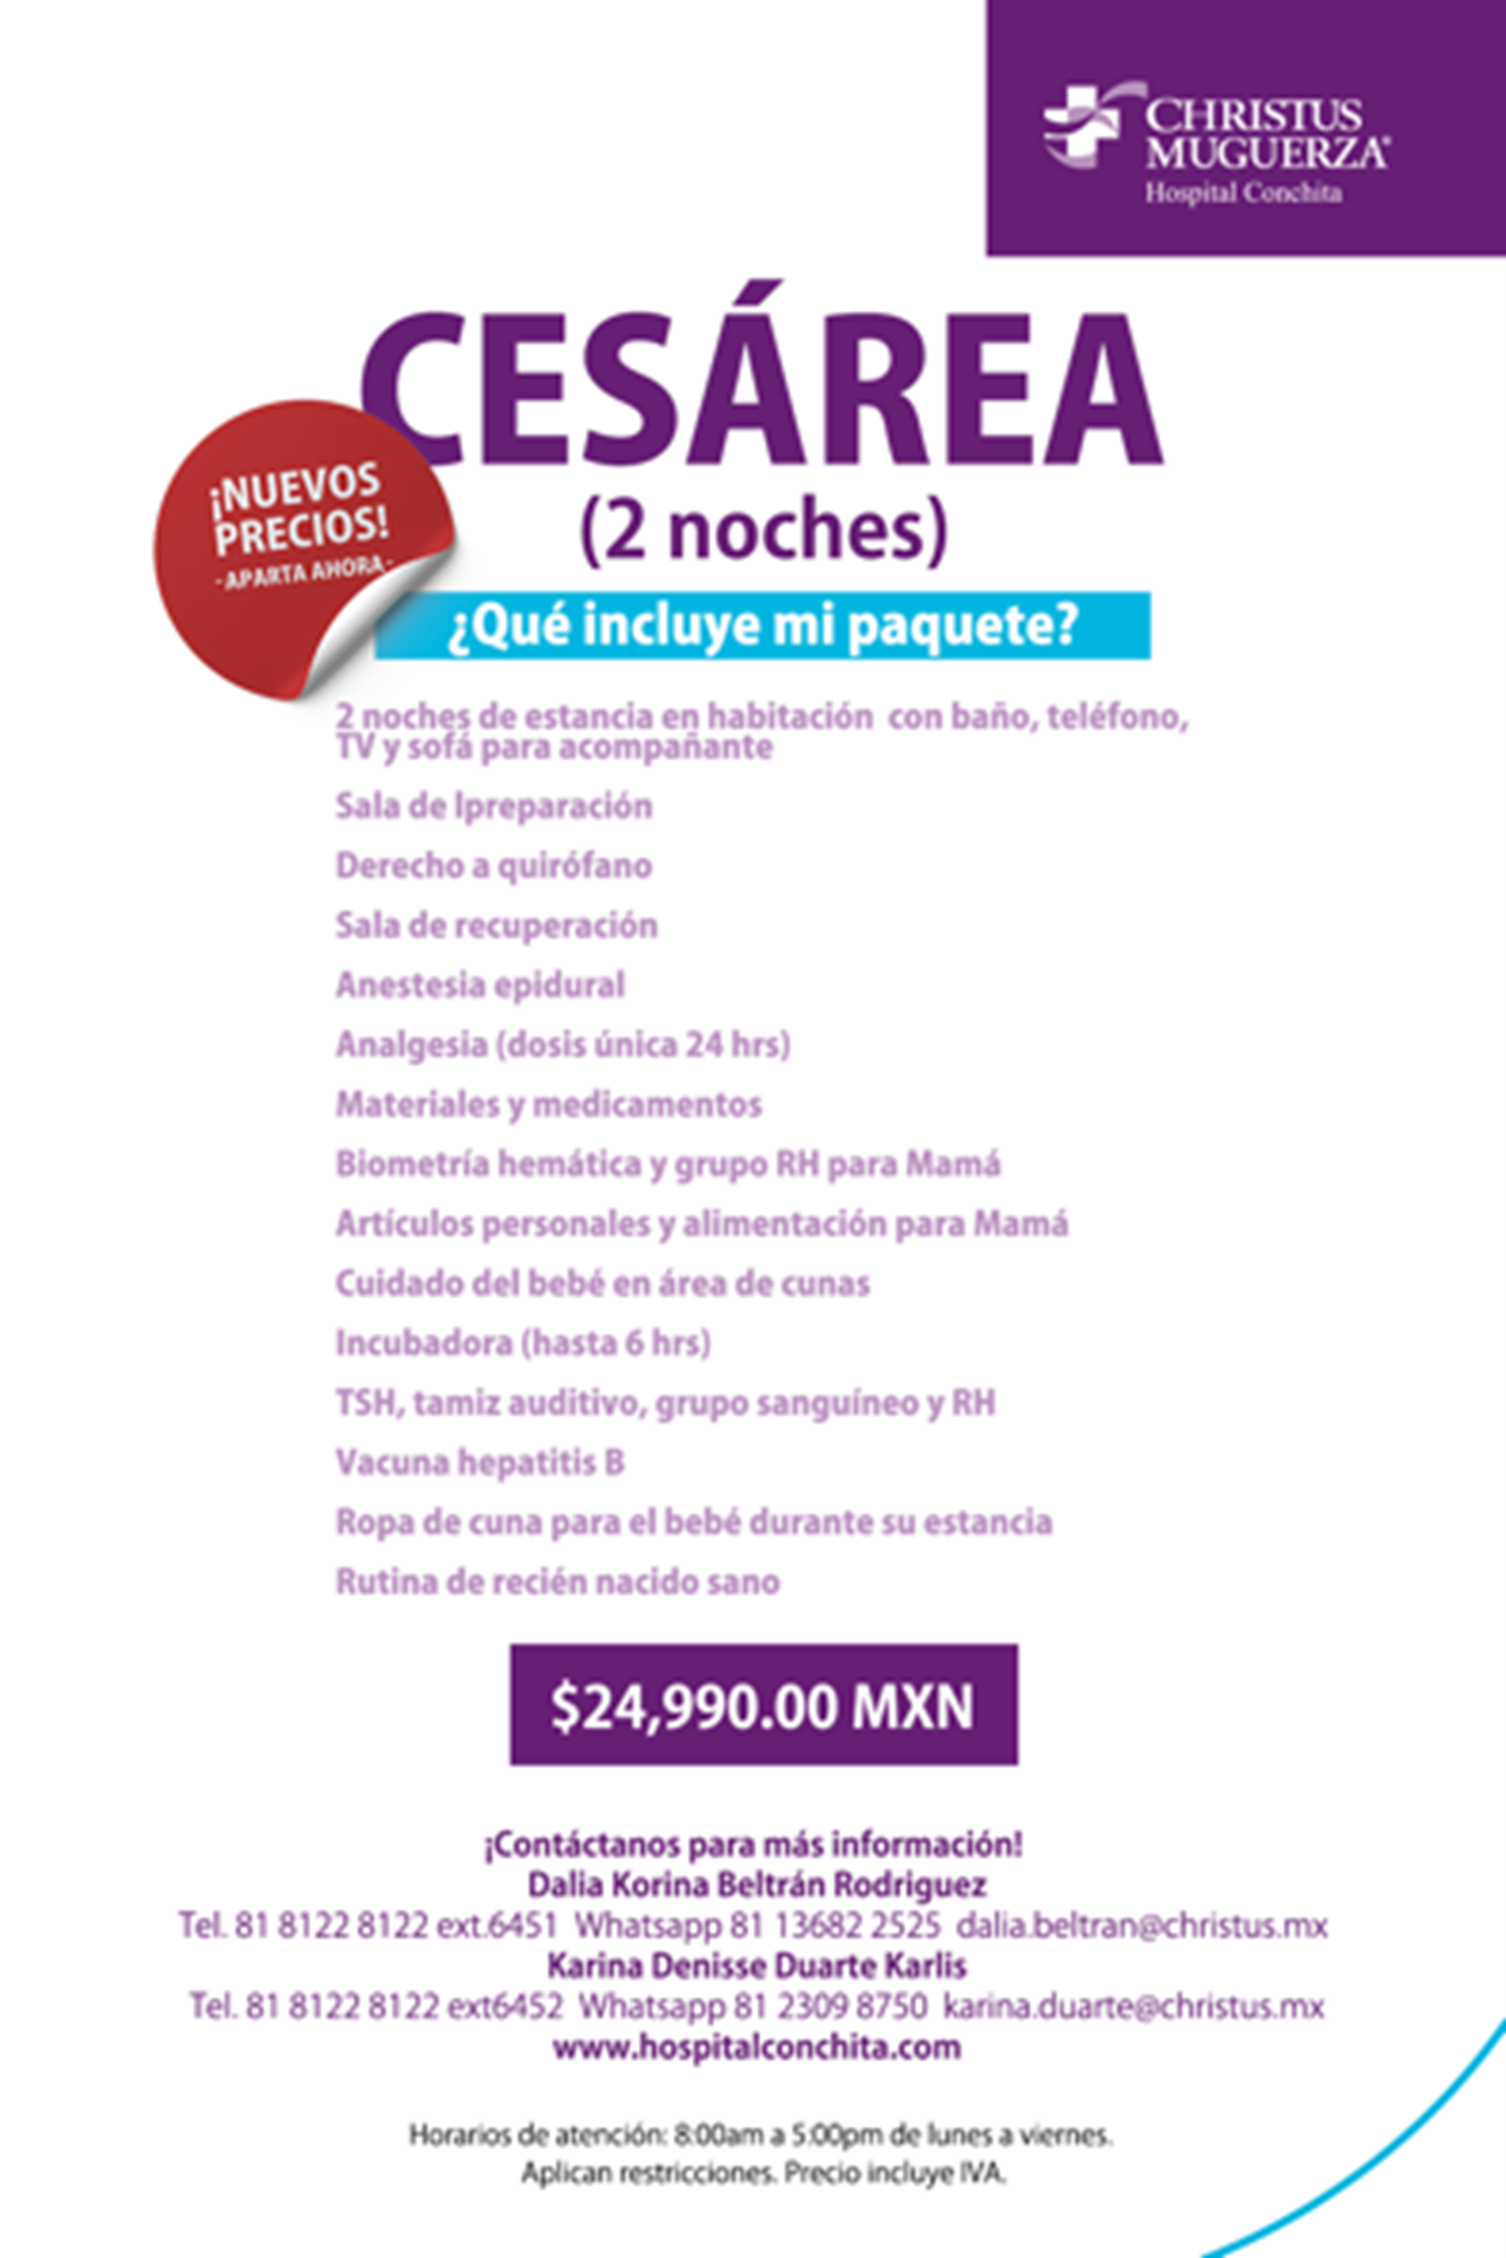 CHRISTUS
MUGUERZA®
Hospital Conchita
CESÁREA
(2 noches)
¡NUEVOS
PRECIOS!
- APARTA AHORA -
¿Qué incluye mi paquete?
2 noches de estancia en habitación con baño, teléfono,
TV y sofá para acompañante
Sala de lpreparación
Derecho a quirófano
Sala de recuperación
Anestesia epidural
Analgesia (dosis única 24 hrs)
Materiales y medicamentos
Biometría hemática y grupo RH para Mamá
Artículos personales y alimentación para Mamá
Cuidado del bebé en área de cunas
Incubadora (hasta 6 hrs)
TSH, tamiz auditivo, grupo sanguíneo y RH
Vacuna hepatitis B
Ropa de cuna para el bebé durante su estancia
Rutina de recién nacido sano
$24,990.00 MXN
¡Contáctanos para más información!
Dalia Korina Beltrán Rodriguez
Tel. 81 8122 8122 ext.6451 Whatsapp 81 13682 2525 dalia.beltran@christus.mx
Karina Denisse Duarte Karlis
Tel. 81 8122 8122 ext6452 Whatsapp 81 2309 8750 karina.duarte@christus.mx
www.hospitalconchita.com
Horarios de atención: 8:00am a 5:00pm de lunes a viernes.
Aplican restricciones. Precio incluye IVA.